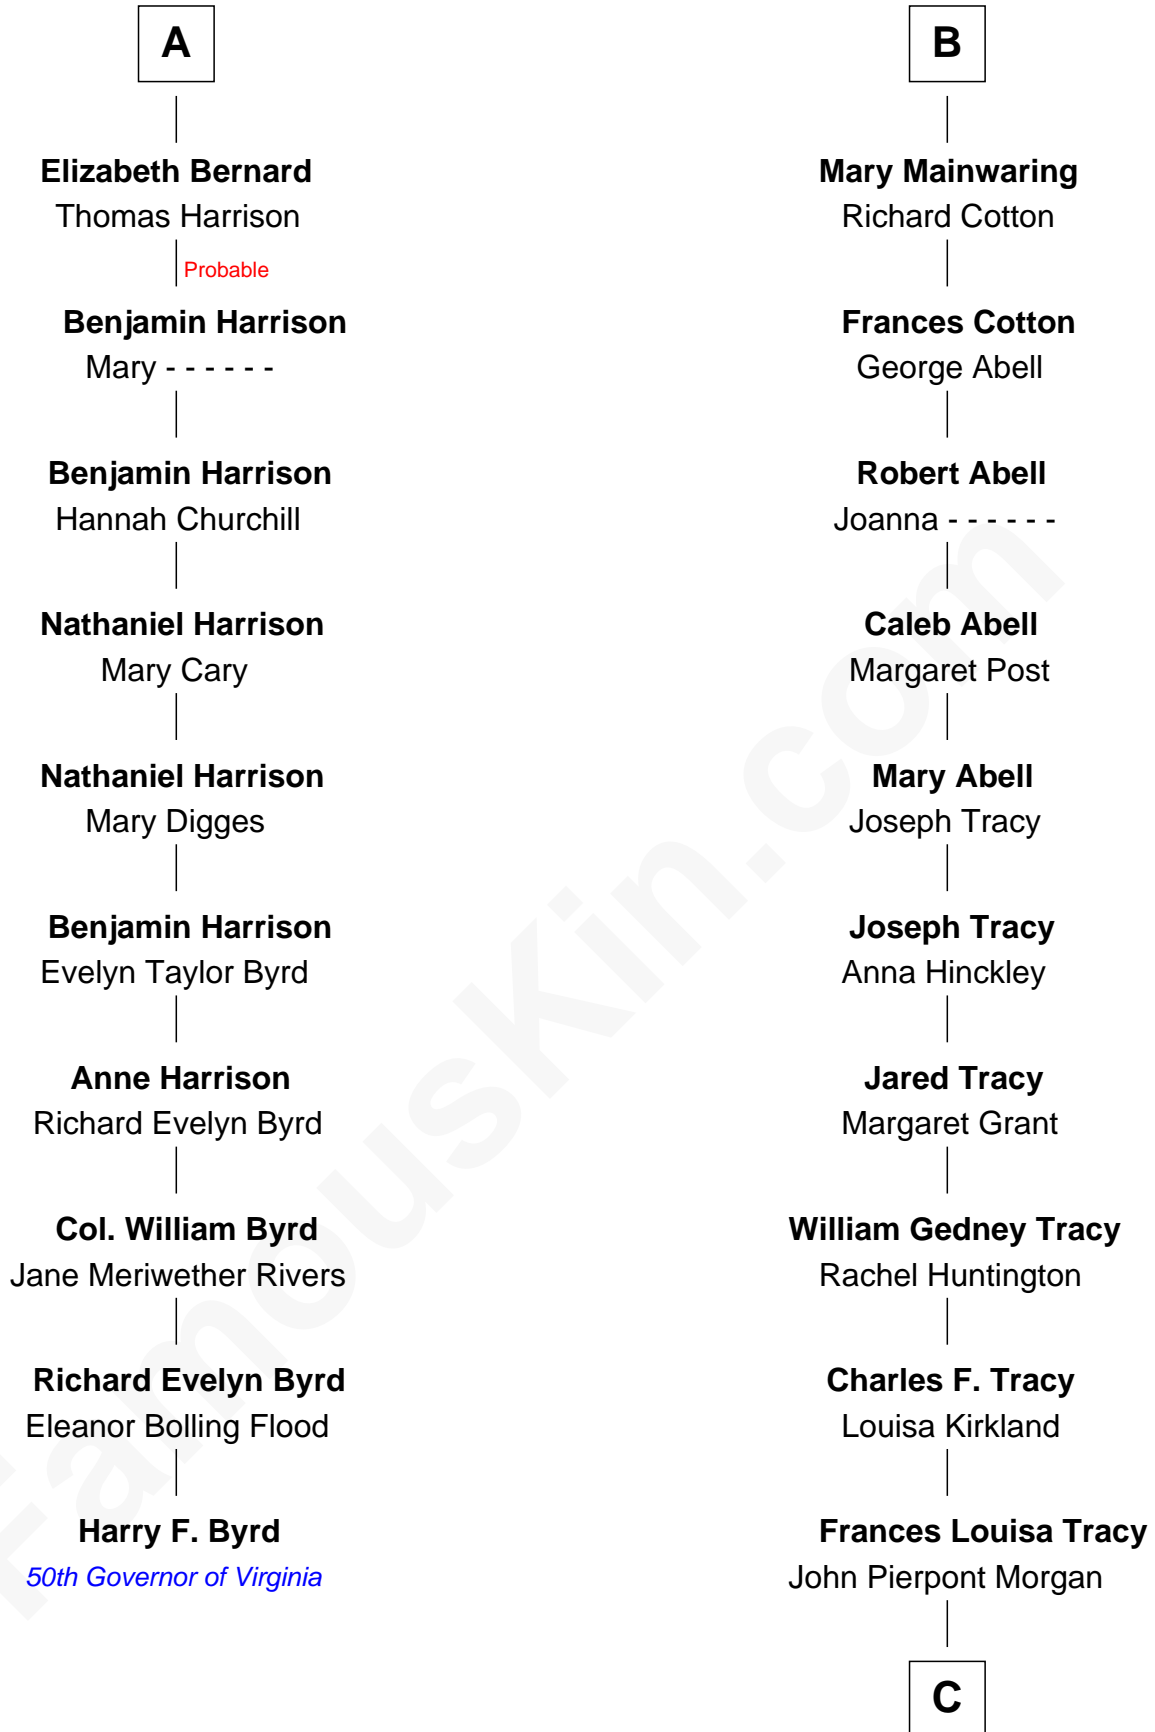 A
Elizabeth Bernard
Thomas Harrison
Probable
Benjamin Harrison
Mary - - - - - -
Benjamin Harrison
Hannah Churchill
Nathaniel Harrison
Mary Cary
Nathaniel Harrison
Mary Digges
Benjamin Harrison
Evelyn Taylor Byrd
Anne Harrison
Richard Evelyn Byrd
Col. William Byrd
Jane Meriwether Rivers
Richard Evelyn Byrd
Eleanor Bolling Flood
Harry F. Byrd
50th Governor of Virginia
B
Mary Mainwaring
Richard Cotton
Frances Cotton
George Abell
Robert Abell
Joanna - - - - - -
Caleb Abell
Margaret Post
Mary Abell
Joseph Tracy
Joseph Tracy
Anna Hinckley
Jared Tracy
Margaret Grant
William Gedney Tracy
Rachel Huntington
Charles F. Tracy
Louisa Kirkland
Frances Louisa Tracy
John Pierpont Morgan
C
FamousKin.com